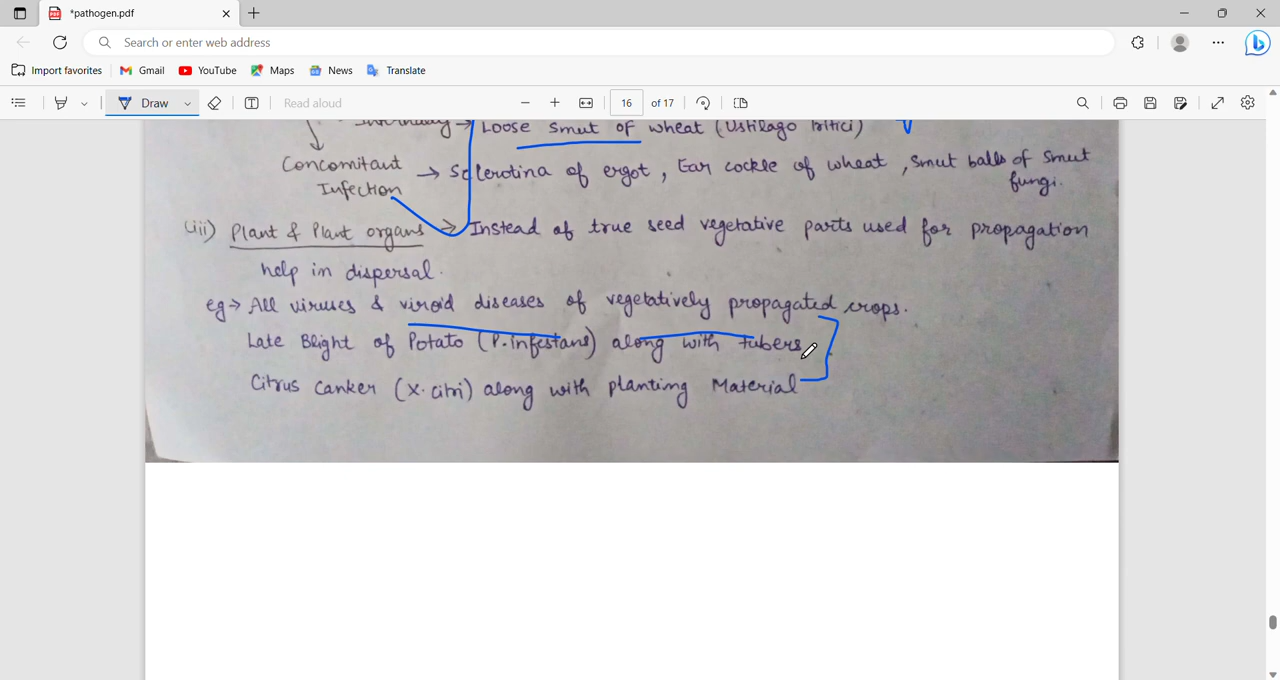 *pathogen.pdf
Search or enter web address
Import favorites Gmail YouTube Maps News Translate
Draw Read aloud 16 of 17
→ Loose smut of wheat (Ustilago tritici)
Concomitant Infection → Sclerotina of ergot, Ear cockle of wheat, Smut balls of Smut fungi.
(iii) Plant & Plant organs → Instead of true seed vegetative parts used for propagation
help in dispersal.
eg → All viruses & viroid diseases of vegetatively propagated crops.
Late Blight of Potato (P. infestans) along with tubers
Citrus Canker (X. citri) along with planting Material